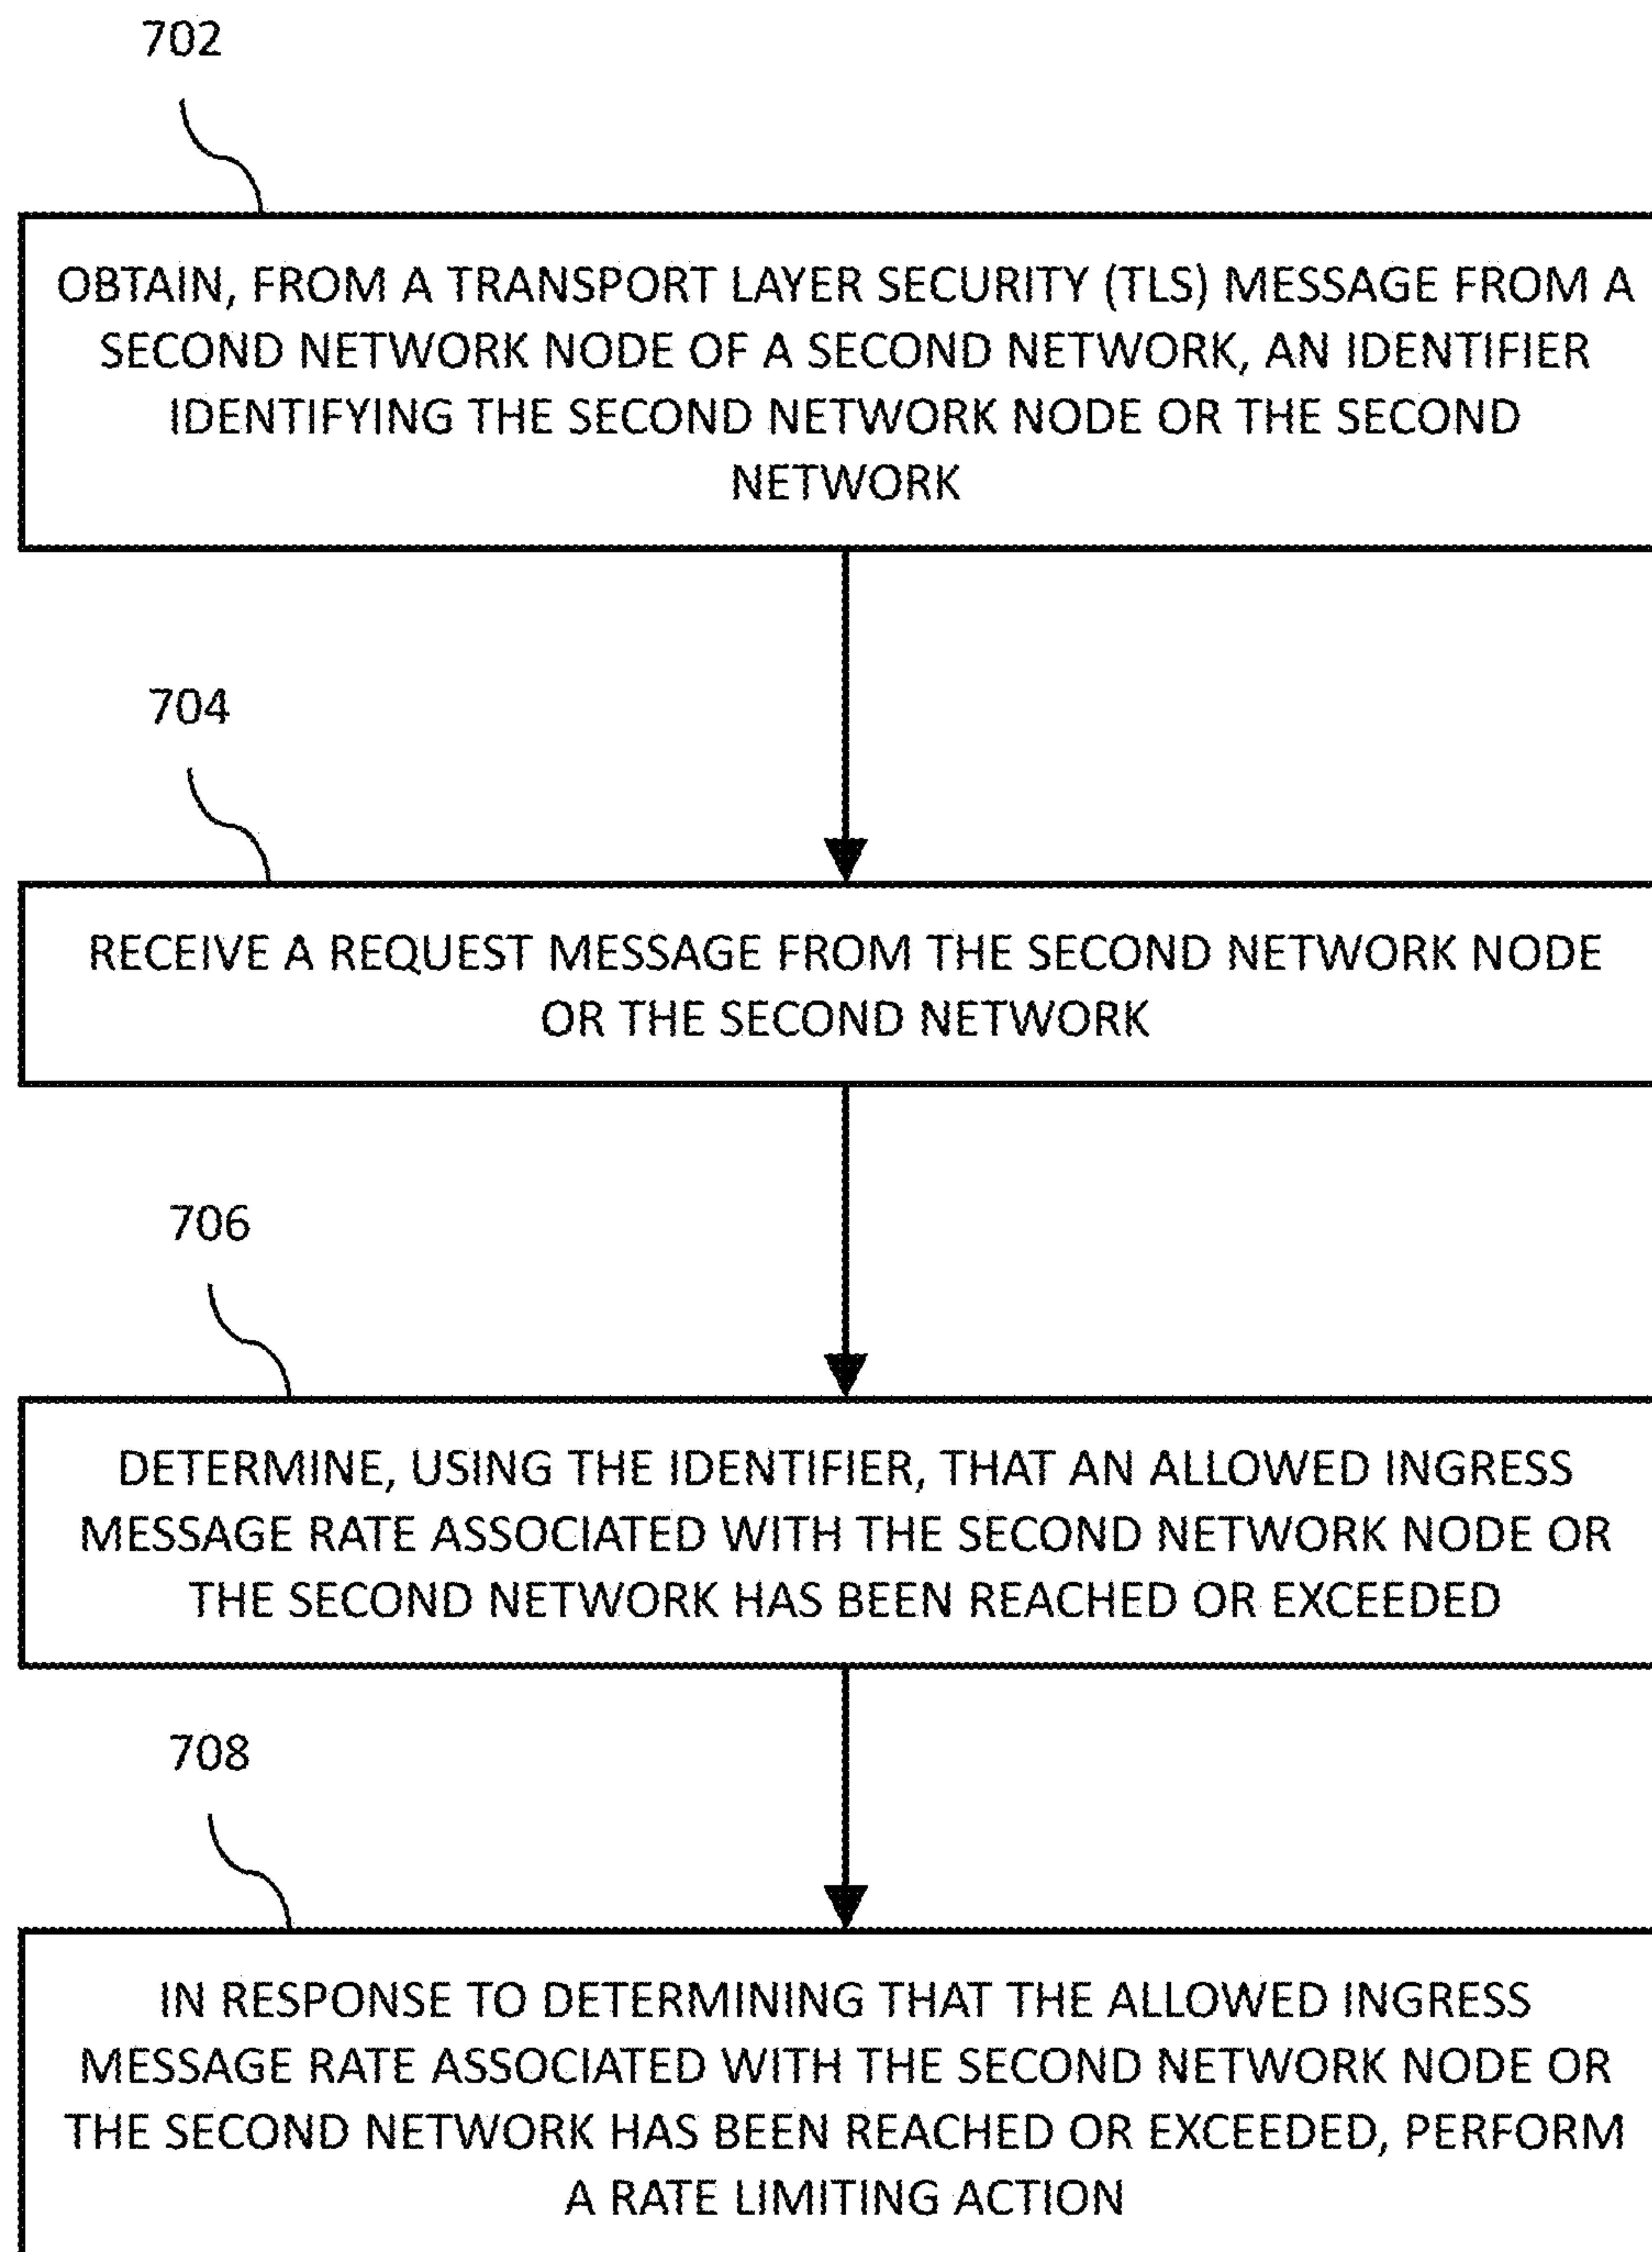 702
OBTAIN, FROM A TRANSPORT LAYER SECURITY (TLS) MESSAGE FROM A
SECOND NETWORK NODE OF A SECOND NETWORK, AN IDENTIFIER
IDENTIFYING THE SECOND NETWORK NODE OR THE SECOND
NETWORK
704
RECEIVE A REQUEST MESSAGE FROM THE SECOND NETWORK NODE
OR THE SECOND NETWORK
706
DETERMINE, USING THE IDENTIFIER, THAT AN ALLOWED INGRESS
MESSAGE RATE ASSOCIATED WITH THE SECOND NETWORK NODE OR
THE SECOND NETWORK HAS BEEN REACHED OR EXCEEDED
708
IN RESPONSE TO DETERMINING THAT THE ALLOWED INGRESS
MESSAGE RATE ASSOCIATED WITH THE SECOND NETWORK NODE OR
THE SECOND NETWORK HAS BEEN REACHED OR EXCEEDED, PERFORM
A RATE LIMITING ACTION